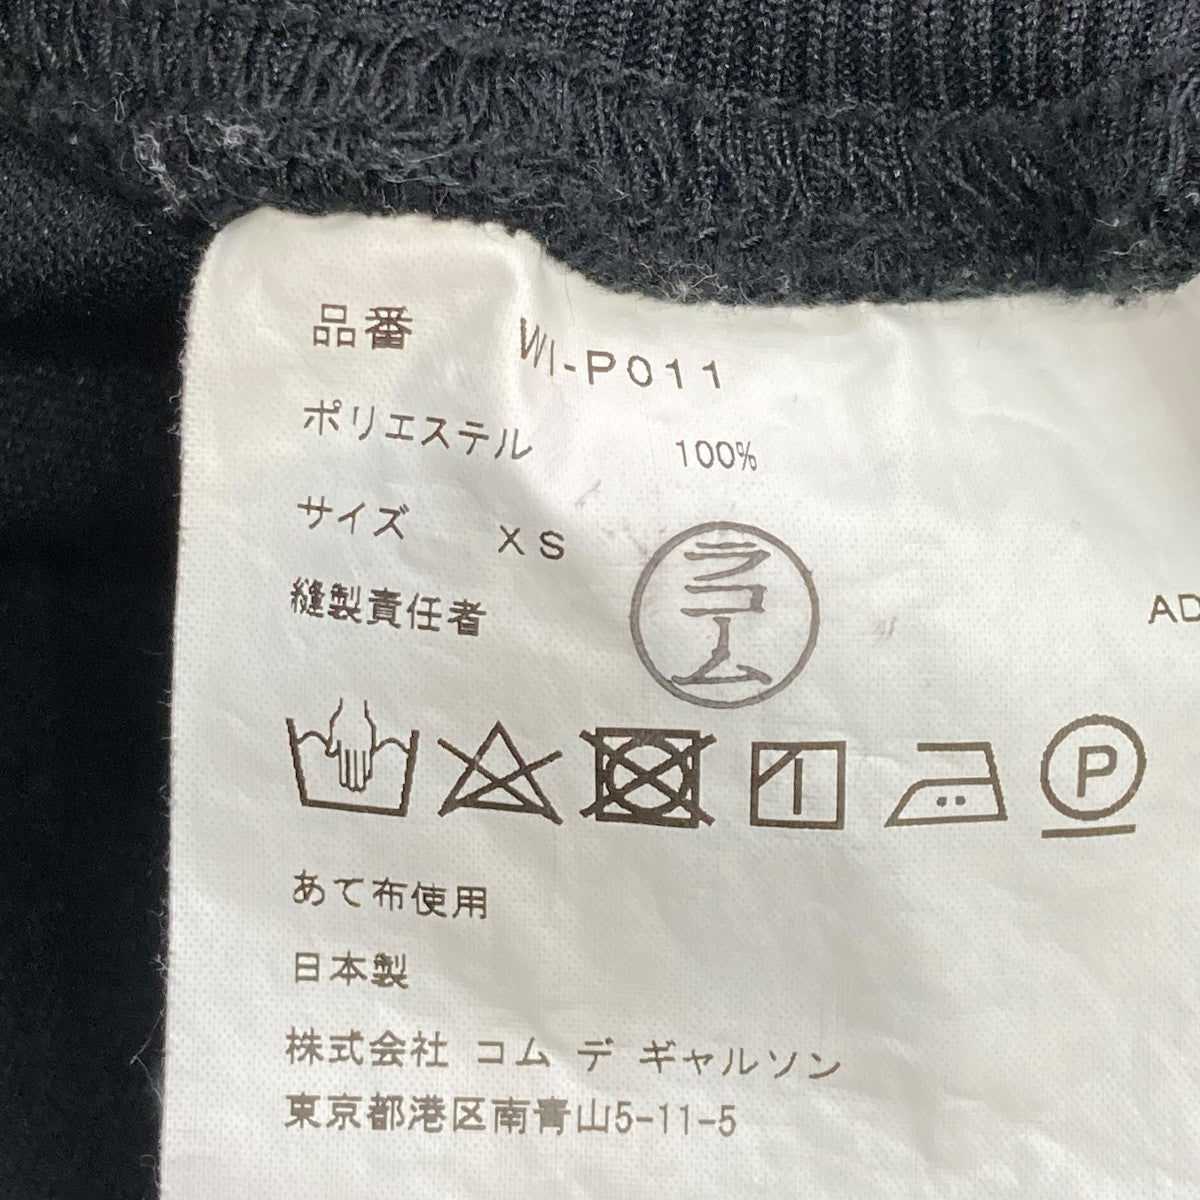 品番 WI-P011
ポリエステル 100%
サイズ XS
縫製責任者 ラコーム AD
P
あて布使用
日本製
株式会社 コム デ ギャルソン
東京都港区南青山5-11-5